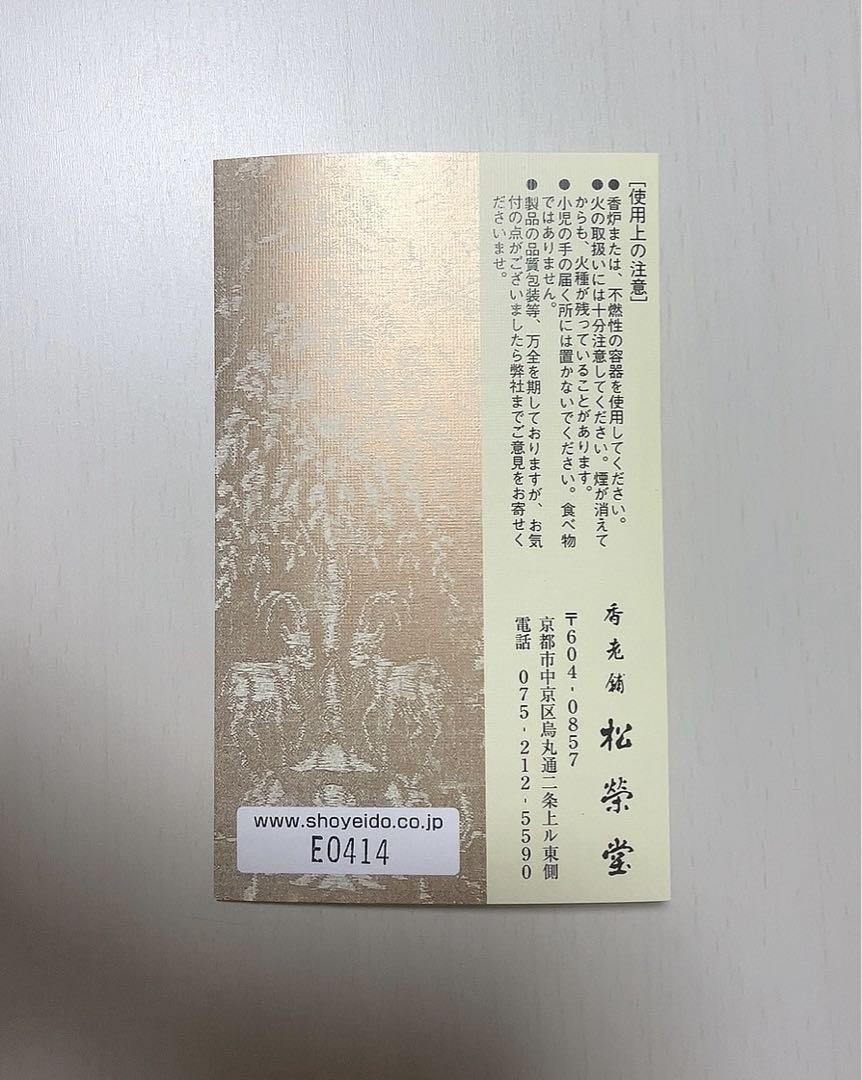 [使用上の注意]
●香炉または、不燃性の容器を使用してください。
●火の取扱いには十分注意してください。煙が消えて
からも、火種が残っていることがあります。
●小児の手の届く所には置かないでください。食べ物
ではありません。
●製品の品質包装等、万全を期しておりますが、お気
付の点がございましたら弊社までご意見をお寄せく
ださいませ。
香老舗 松榮堂
〒604-0857
京都市中京区烏丸通二条上ル東側
電話 075-212-5590
www.shoyeido.co.jp
E0414